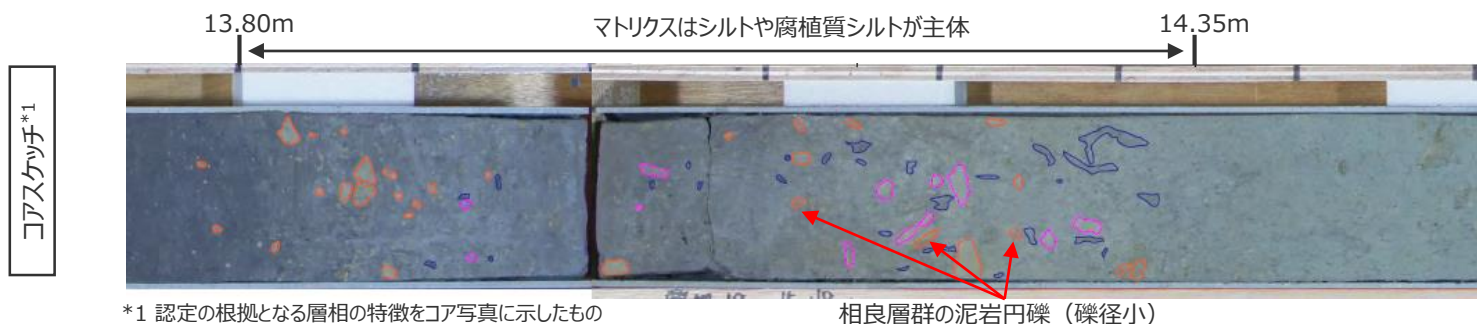 13.80m
マトリクスはシルトや腐植質シルトが主体
14.35m
コアスケッチ*1
*1 認定の根拠となる層相の特徴をコア写真に示したもの
相良層群の泥岩円礫（礫径小）